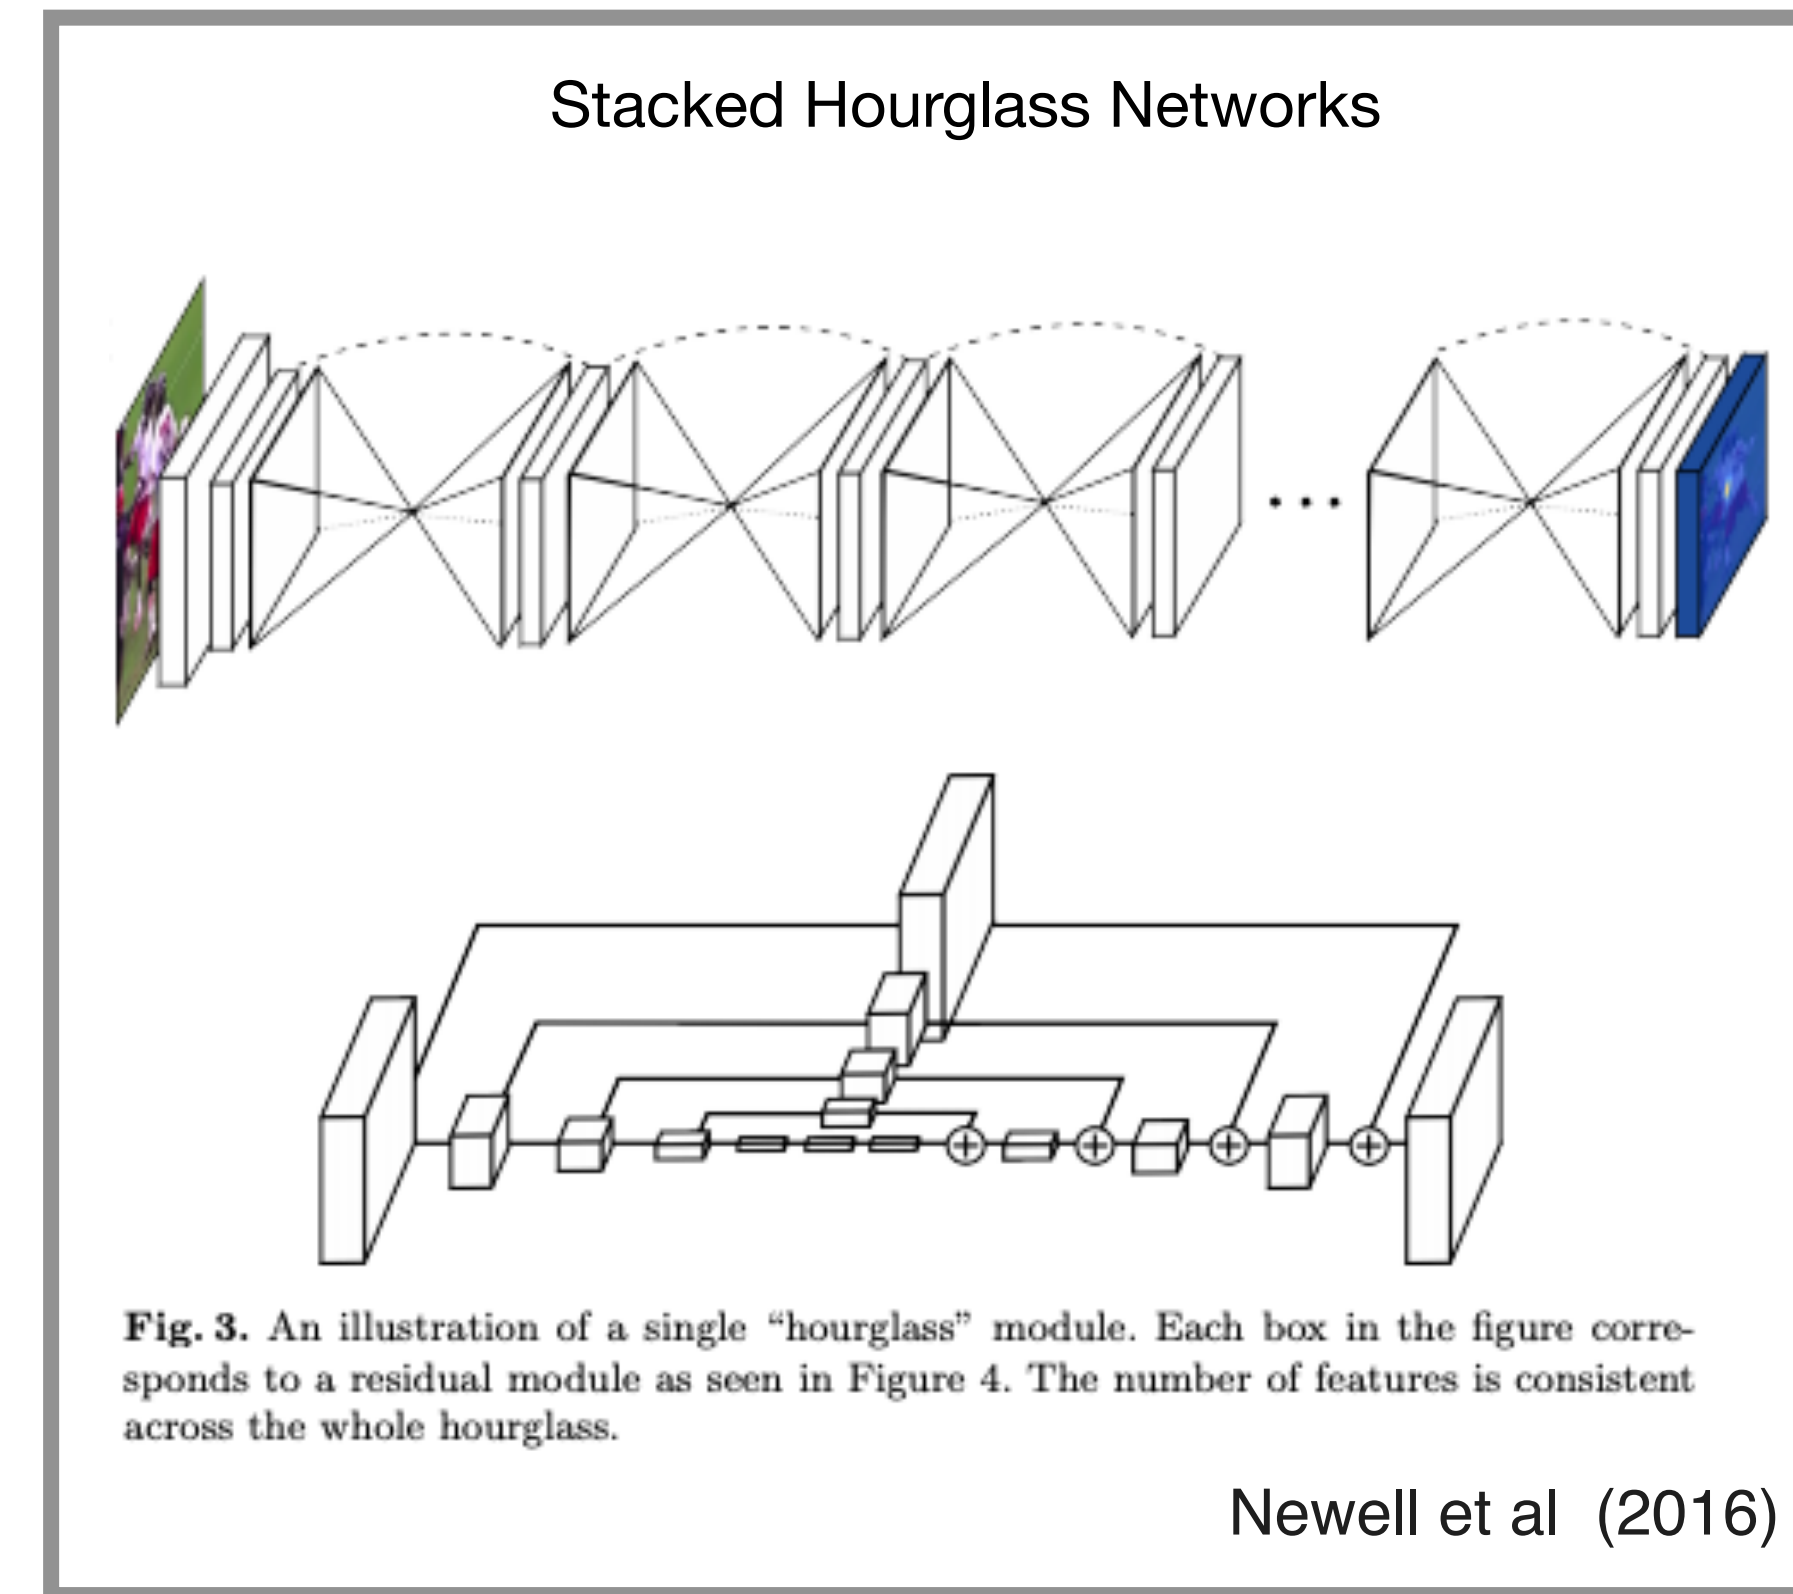 Stacked Hourglass Networks
Fig. 3. An illustration of a single “hourglass” module. Each box in the figure corre-
sponds to a residual module as seen in Figure 4. The number of features is consistent
across the whole hourglass.
Newell et al (2016)